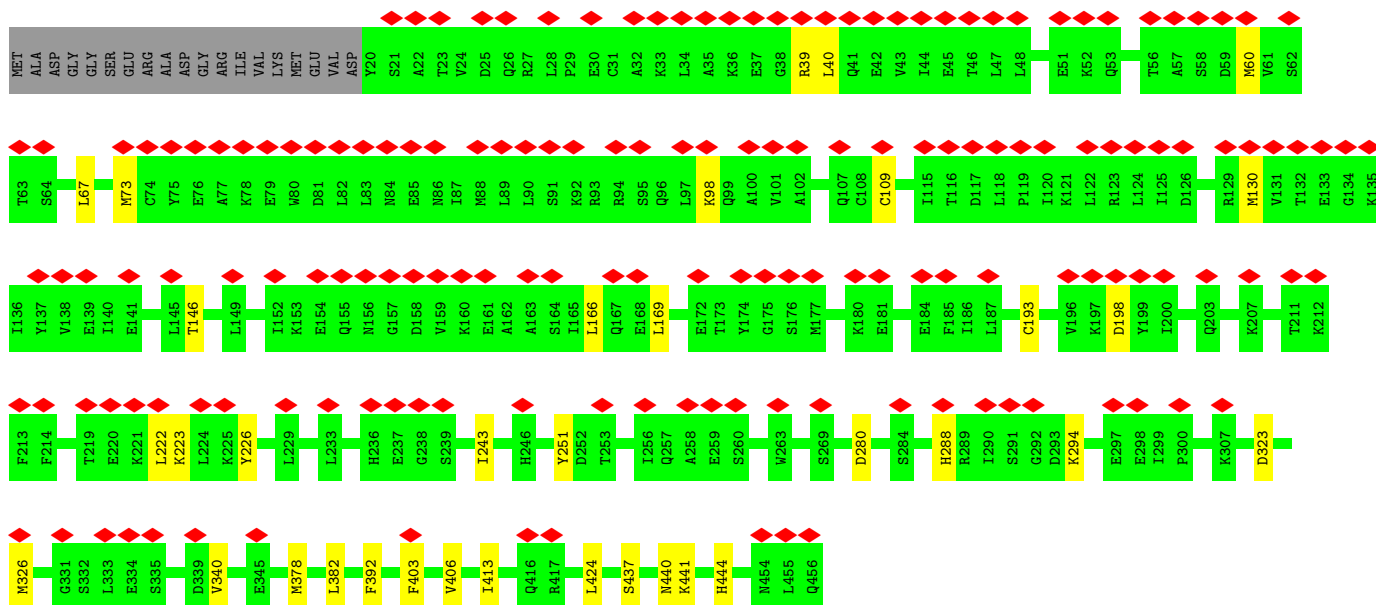 MET ALA ASP GLY GLY SER GLU ARG ALA ASP GLY ARG ILE VAL LYS MET GLU VAL ASP Y20 S21 A22 T23 V24 D25 Q26 R27 L28 P29 E30 C31 A32 K33 L34 A35 K36 E37 G38 R39 L40 Q41 E42 V43 I44 E45 T46 L47 L48 E51 K52 Q53 T56 A57 S58 D59 M60 V61 S62
T63 S64 L67 M73 C74 Y75 E76 A77 K78 E79 W80 D81 L82 L83 N84 E85 N86 I87 M88 L89 L90 S91 K92 R93 R94 S95 Q96 L97 K98 Q99 A100 V101 A102 Q107 C108 C109 I115 T116 D117 L118 P119 I120 K121 L122 R123 L124 I125 D126 R129 M130 V131 T132 E133 G134 K135
I136 Y137 V138 E139 I140 E141 L145 T146 L149 I152 K153 E154 Q155 N156 G157 D158 Y159 K160 E161 A162 A163 S164 I165 L166 Q167 E168 L169 E172 T173 Y174 G175 S176 M177 K180 E181 E184 F185 I186 L187 C193 V196 K197 D198 Y199 I200 Q203 K207 T211 K212
F213 F214 T219 E220 K221 L222 K223 L224 K225 Y226 L229 L233 H236 E237 G238 S239 I243 H246 Y251 D252 T253 I256 Q257 A258 E259 S260 W263 S269 D280 S284 H288 R289 I290 S291 G292 D293 K294 E297 E298 I299 P300 K307 D323
M326 G331 S332 L333 E334 S335 D339 V340 E345 M378 L382 F392 F403 V406 I413 Q416 R417 L424 S437 N440 K441 H444 N454 L455 Q456